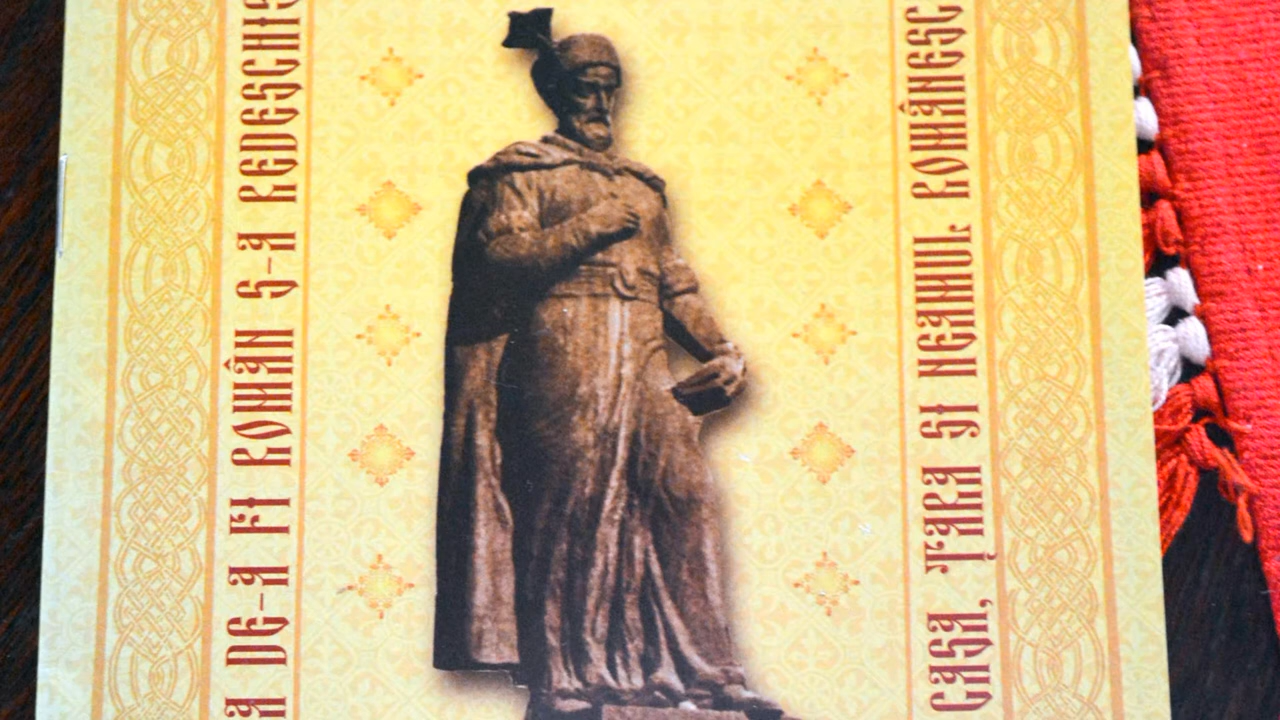 A DE-A FI ROMÂN S-A REDESCHIS
CASA, ȚARA ȘI NEAMUL ROMÂNESC